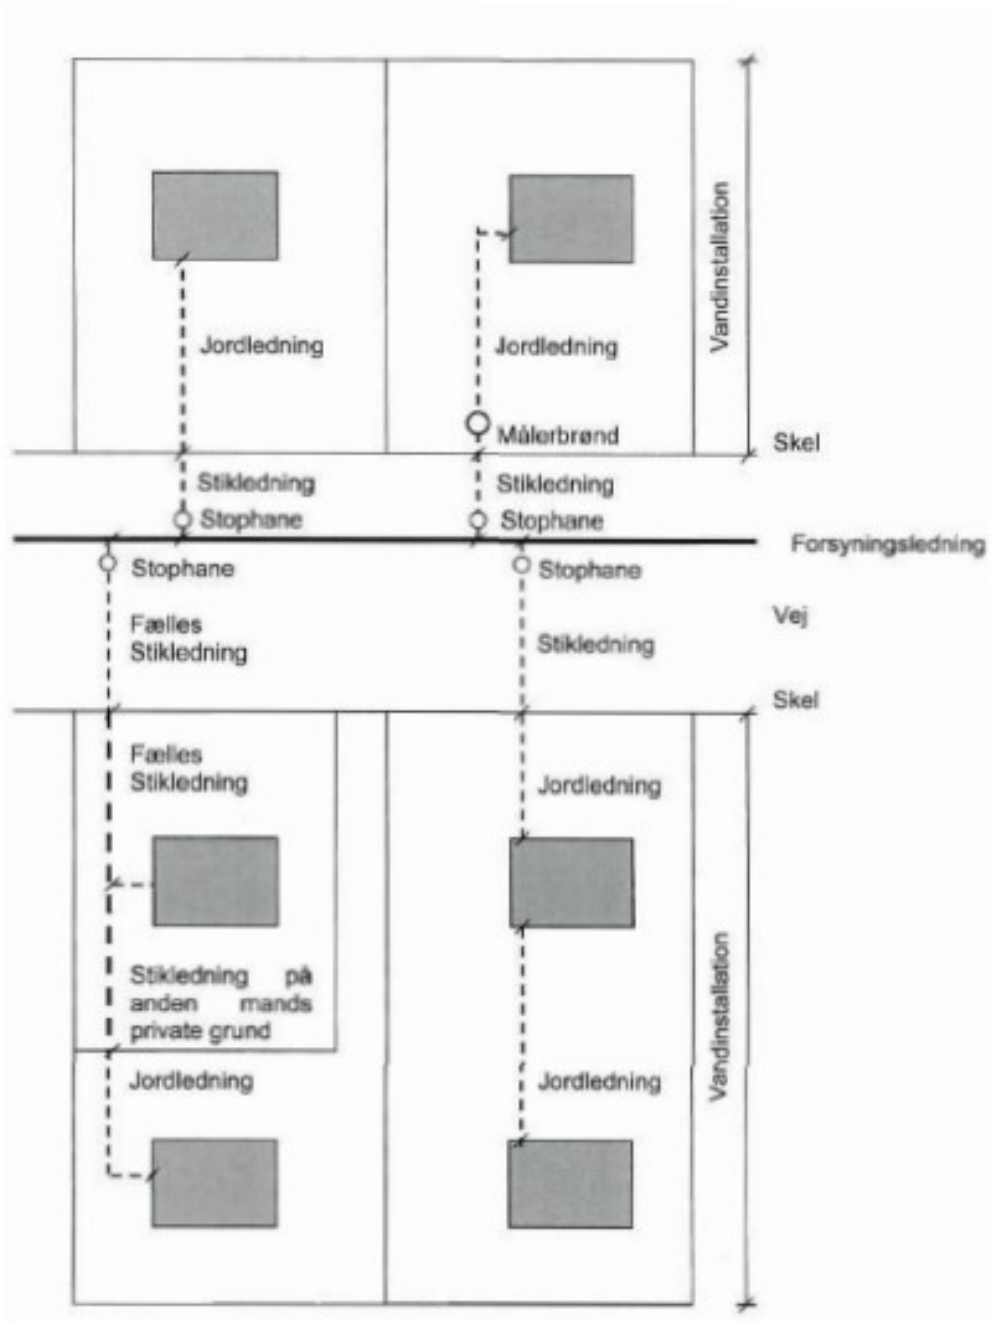 Vandinstallation
Jordledning
Jordledning
Målerbrønd
Skel
Stikledning
Stikledning
Stophane
Stophane
Forsyningsledning
Stophane
Stophane
Fælles
Stikledning
Stikledning
Vej
Skel
Fælles
Stikledning
Jordledning
Stikledning på
anden mands
private grund
Jordledning
Jordledning
Vandinstallation